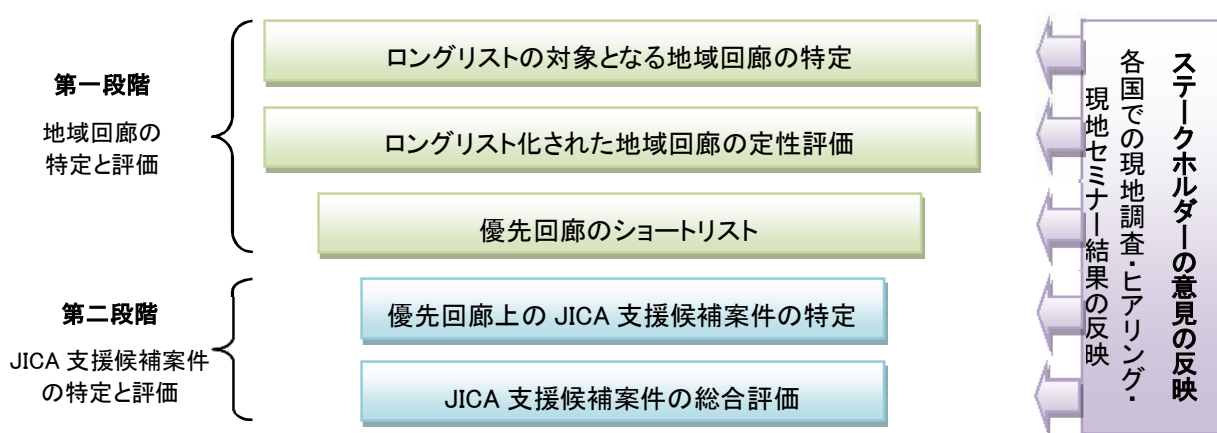 第一段階
地域回廊の
特定と評価
ロングリストの対象となる地域回廊の特定
ロングリスト化された地域回廊の定性評価
優先回廊のショートリスト
第二段階
JICA 支援候補案件
の特定と評価
優先回廊上の JICA 支援候補案件の特定
JICA 支援候補案件の総合評価
ステークホルダーの意見の反映
各国での現地調査・ヒアリング・
現地セミナー結果の反映